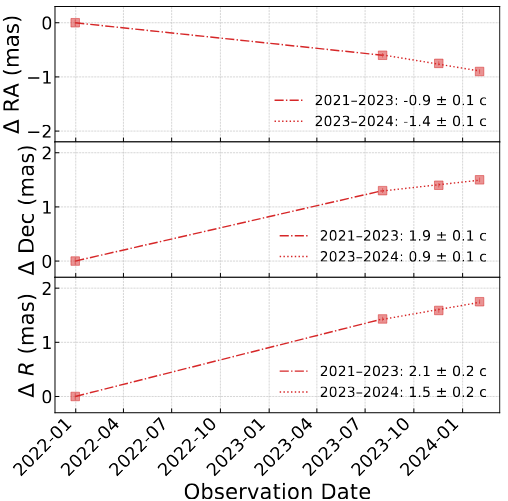 Δ RA (mas)
0
−1
−2
2021–2023: -0.9 ± 0.1 c
2023–2024: -1.4 ± 0.1 c
Δ Dec (mas)
2
1
0
2021–2023: 1.9 ± 0.1 c
2023–2024: 0.9 ± 0.1 c
Δ R (mas)
2
1
0
2021–2023: 2.1 ± 0.2 c
2023–2024: 1.5 ± 0.2 c
2022-01
2022-04
2022-07
2022-10
2023-01
2023-04
2023-07
2023-10
2024-01
Observation Date